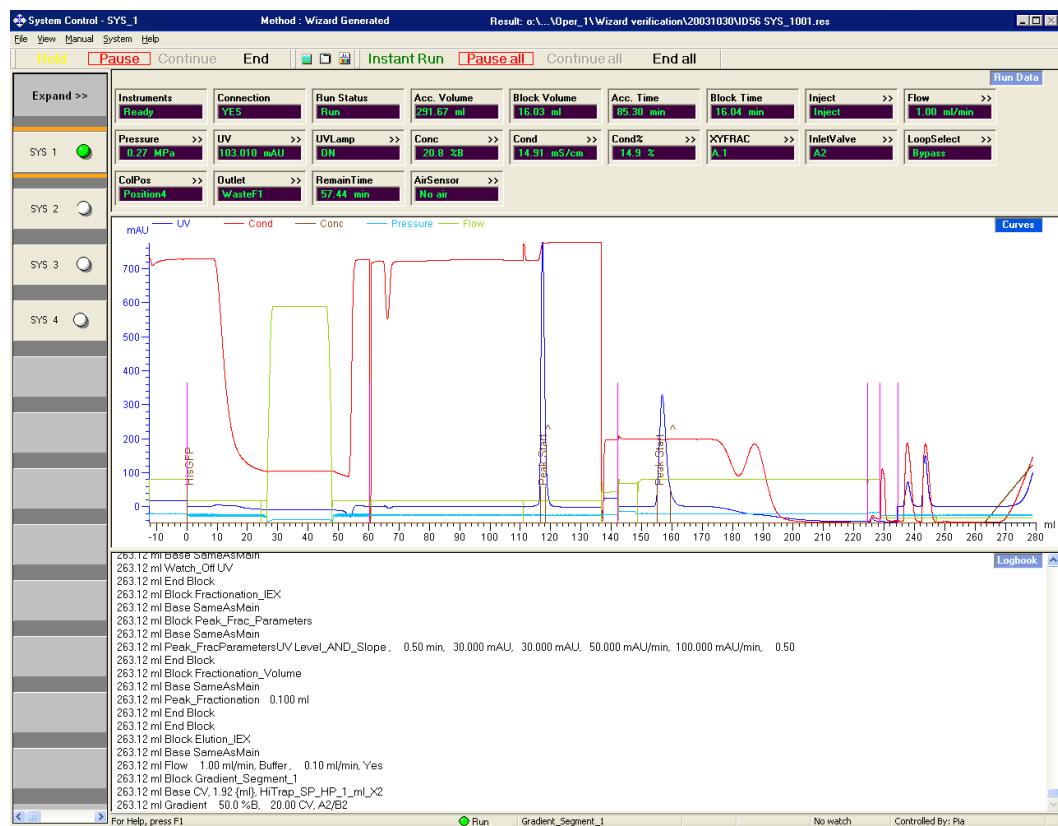 System Control - SYS_1 Method : Wizard Generated Result: o:\...\Oper_1\Wizard verification\20031030\ID56 SYS_1001.res
File View Manual System Help
Hold Pause Continue End Instant Run Pause all Continue all End all
Expand >>
SYS 1
SYS 2
SYS 3
SYS 4
Run Data
Instruments Connection Run Status Acc. Volume Block Volume Acc. Time Block Time Inject >> Flow >>
Ready YES Run 291.67 ml 16.03 ml 85.30 min 16.04 min Inject 1.00 ml/min
Pressure >> UV >> UVLamp >> Conc >> Cond >> Cond% >> XYFRAC >> InletValve >> LoopSelect >>
0.27 MPa 103.010 mAU ON 20.8 %B 14.91 mS/cm 14.9 % A.1 A2 Bypass
ColPos >> Outlet >> RemainTime AirSensor >>
Position4 WasteF1 57.44 min No air
Curves
UV Cond Conc Pressure Flow
mAU
700
600
500
400
300
200
100
0
HisGFP
Peak Start ^
Peak Start ^
-10 0 10 20 30 40 50 60 70 80 90 100 110 120 130 140 150 160 170 180 190 200 210 220 230 240 250 260 270 280 ml
Logbook
263.12 ml Base SameAsMain
263.12 ml Watch_Off UV
263.12 ml End Block
263.12 ml Block Fractionation_IEX
263.12 ml Base SameAsMain
263.12 ml Block Peak_Frac_Parameters
263.12 ml Base SameAsMain
263.12 ml Peak_FracParametersUV Level_AND_Slope , 0.50 min, 30.000 mAU, 30.000 mAU, 50.000 mAU/min, 100.000 mAU/min, 0.50
263.12 ml End Block
263.12 ml Block Fractionation_Volume
263.12 ml Base SameAsMain
263.12 ml Peak_Fractionation 0.100 ml
263.12 ml End Block
263.12 ml End Block
263.12 ml Block Elution_IEX
263.12 ml Base SameAsMain
263.12 ml Flow 1.00 ml/min, Buffer , 0.10 ml/min, Yes
263.12 ml Block Gradient_Segment_1
263.12 ml Base CV, 1.92 {ml}, HiTrap_SP_HP_1_ml_X2
263.12 ml Gradient 50.0 %B, 20.00 CV, A2/B2
For Help, press F1 Run Gradient_Segment_1 No watch Controlled By: Pia